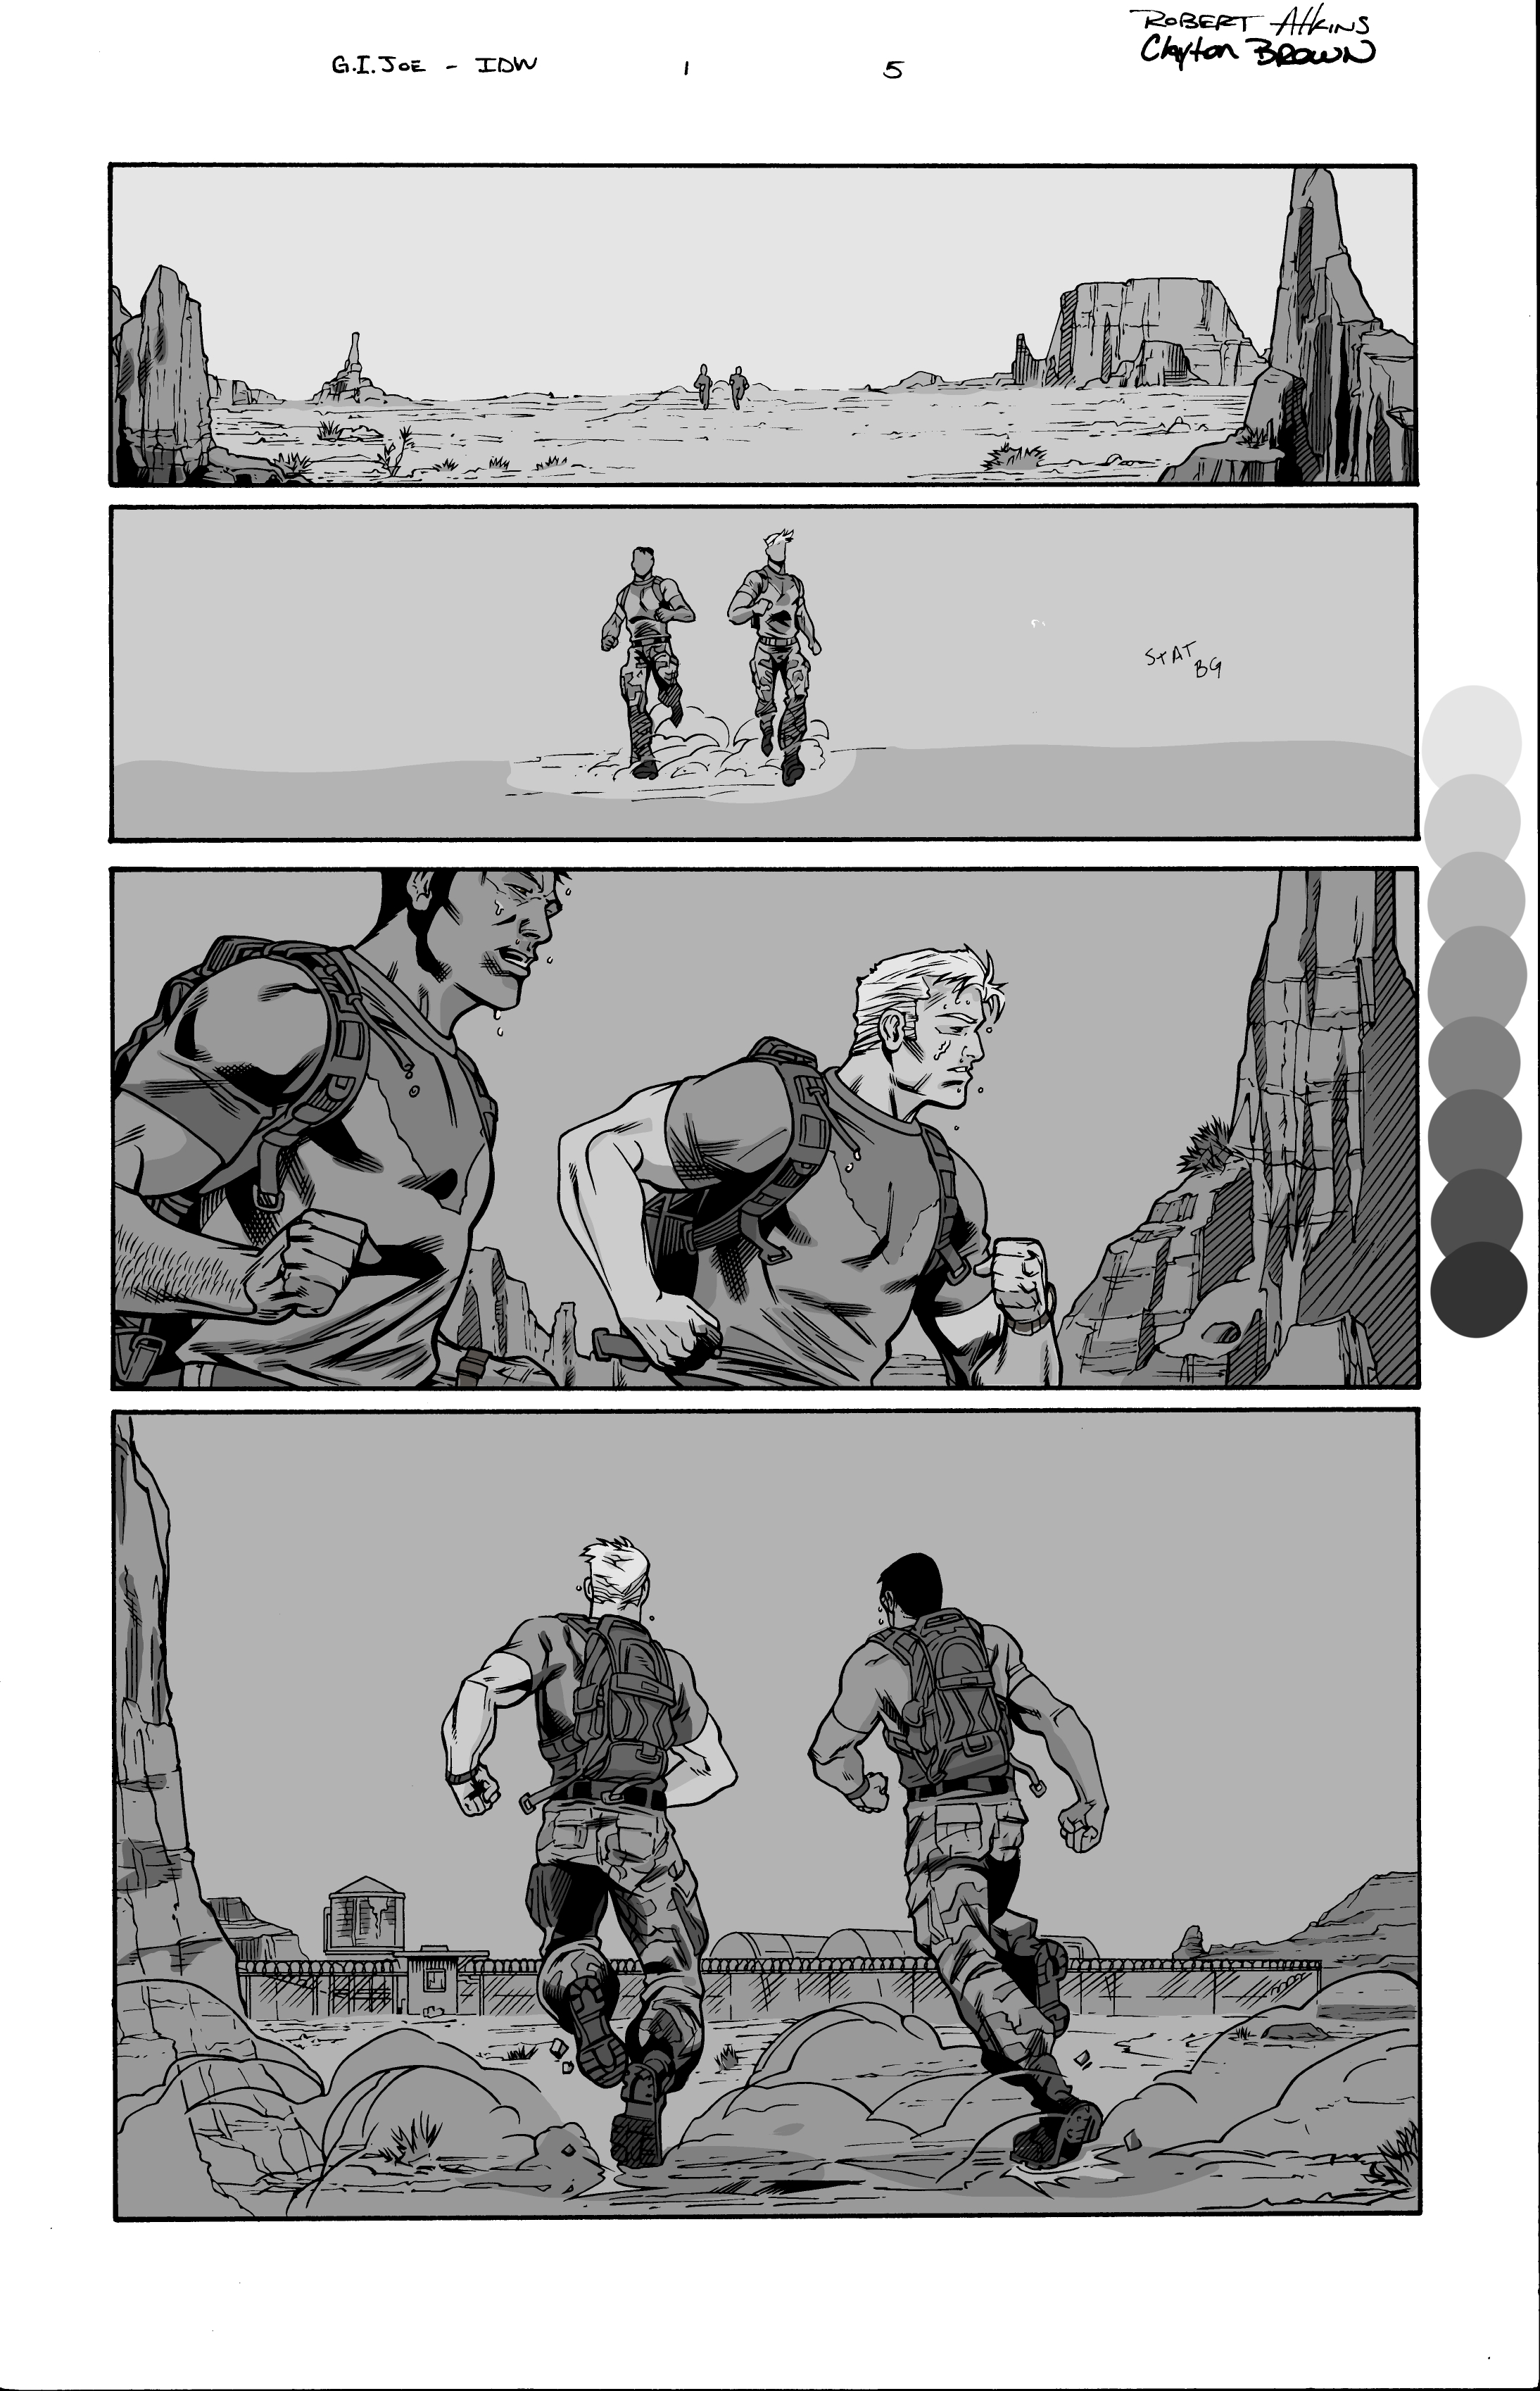 ROBERT Atkins
Clayton BROWN
G.I. JOE - IDW 1 5
STAT
BG